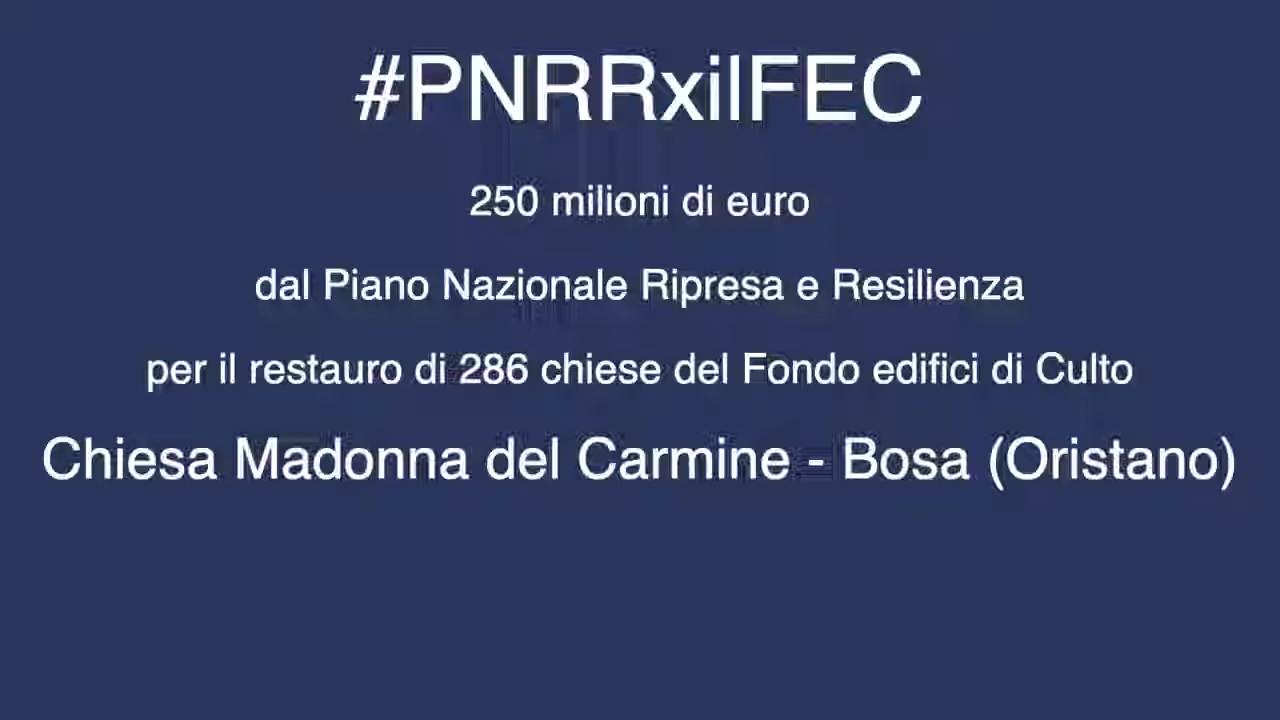 #PNRRxilFEC
250 milioni di euro
dal Piano Nazionale Ripresa e Resilienza
per il restauro di 286 chiese del Fondo edifici di Culto
Chiesa Madonna del Carmine - Bosa (Oristano)